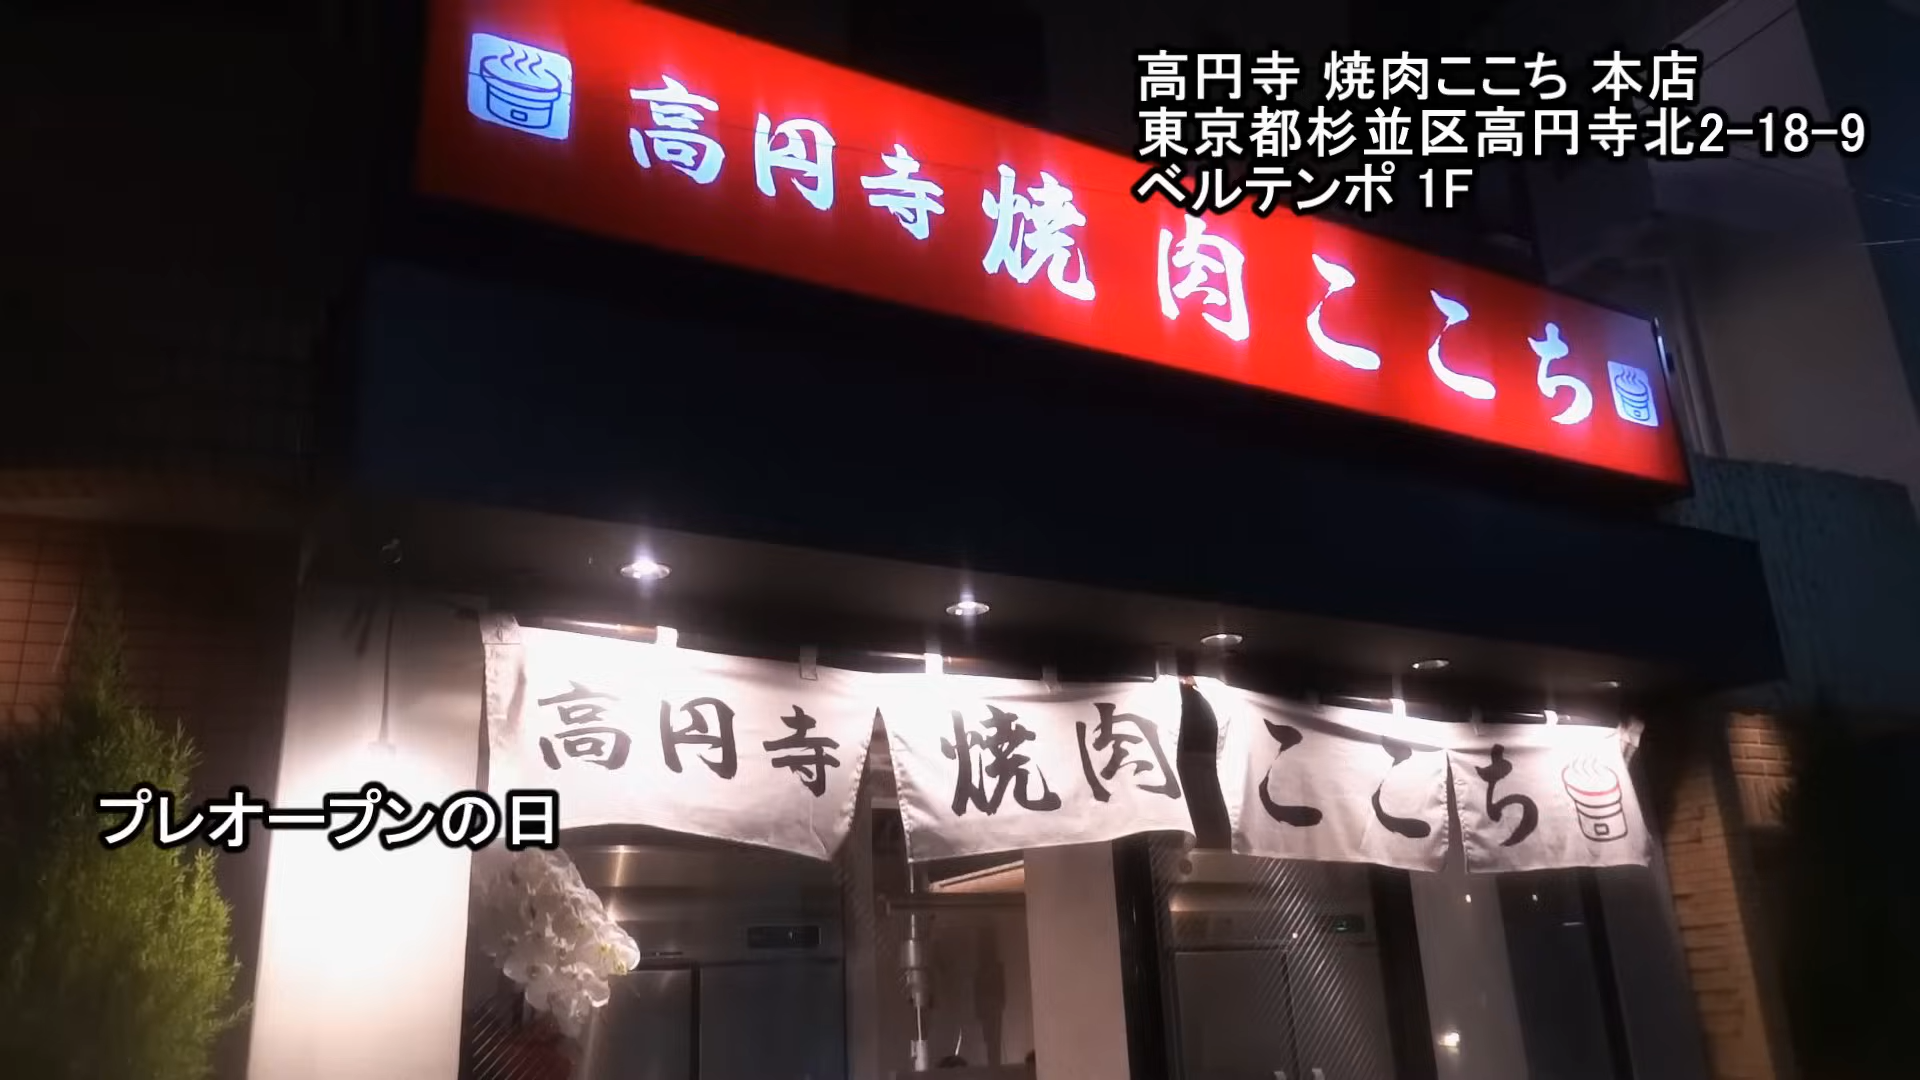 高円寺 焼肉ここち 本店
東京都杉並区高円寺北2-18-9
ベルテンポ 1F
高円寺焼肉ここち
高円寺焼肉ここち
プレオープンの日